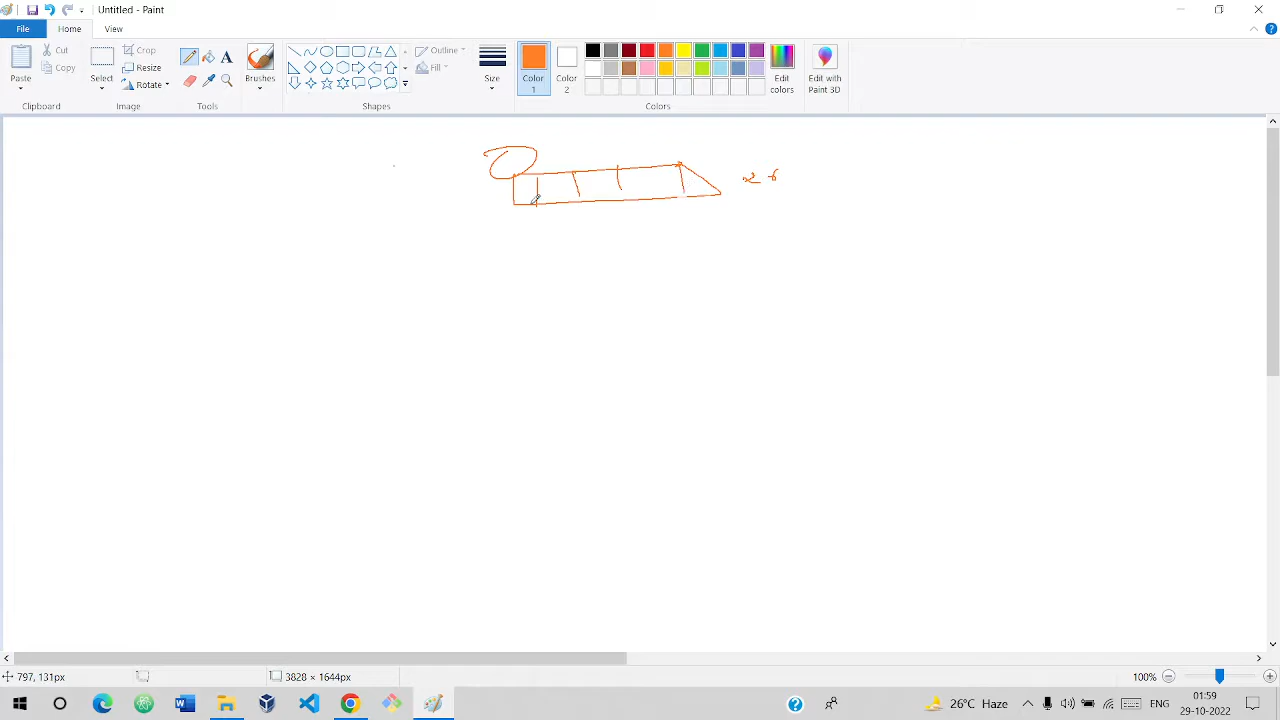 Untitled - Paint
File Home View
Paste
Cut
Copy
Clipboard
Select
Crop
Resize
Rotate
Image
Tools
Brushes
Shapes
Outline
Fill
Size
Color 1
Color 2
Colors
Edit colors
Edit with Paint 3D
797, 131px
3828 × 1644px
100%
26°C Haze
ENG
01:59
29-10-2022